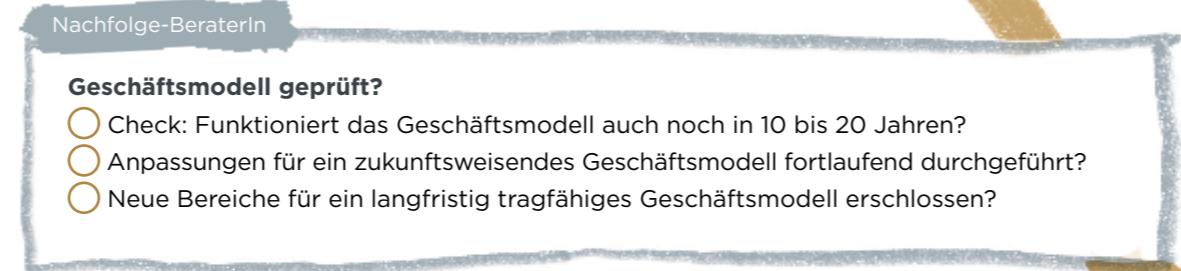 Nachfolge-BeraterIn
Geschäftsmodell geprüft?
Check: Funktioniert das Geschäftsmodell auch noch in 10 bis 20 Jahren?
Anpassungen für ein zukunftsweisendes Geschäftsmodell fortlaufend durchgeführt?
Neue Bereiche für ein langfristig tragfähiges Geschäftsmodell erschlossen?